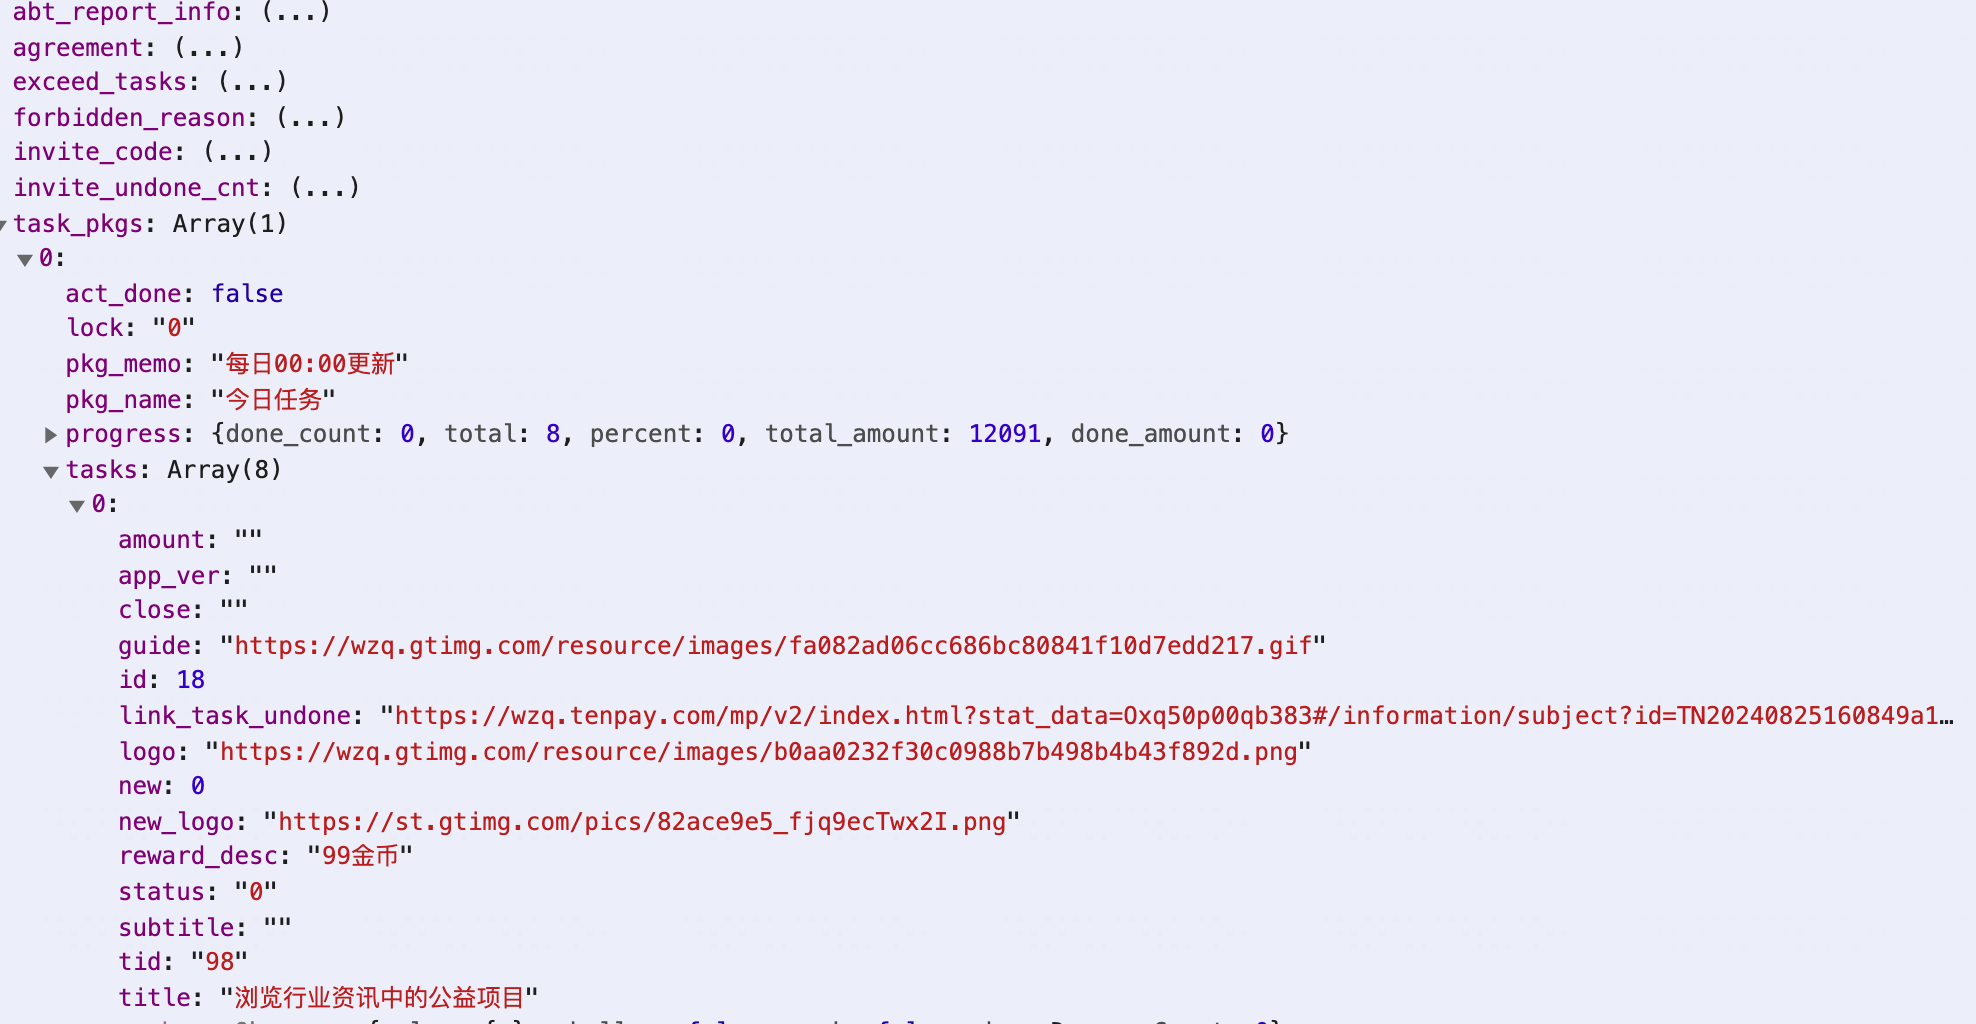 abt_report_info: (...)
agreement: (...)
exceed_tasks: (...)
forbidden_reason: (...)
invite_code: (...)
invite_undone_cnt: (...)
task_pkgs: Array(1)
0:
act_done: false
lock: "0"
pkg_memo: "每日00:00更新"
pkg_name: "今日任务"
progress: {done_count: 0, total: 8, percent: 0, total_amount: 12091, done_amount: 0}
tasks: Array(8)
0:
amount: ""
app_ver: ""
close: ""
guide: "https://wzq.gtimg.com/resource/images/fa082ad06cc686bc80841f10d7edd217.gif"
id: 18
link_task_undone: "https://wzq.tenpay.com/mp/v2/index.html?stat_data=Oxq50p00qb383#/information/subject?id=TN20240825160849a1…
logo: "https://wzq.gtimg.com/resource/images/b0aa0232f30c0988b7b498b4b43f892d.png"
new: 0
new_logo: "https://st.gtimg.com/pics/82ace9e5_fjq9ecTwx2I.png"
reward_desc: "99金币"
status: "0"
subtitle: ""
tid: "98"
title: "浏览行业资讯中的公益项目"